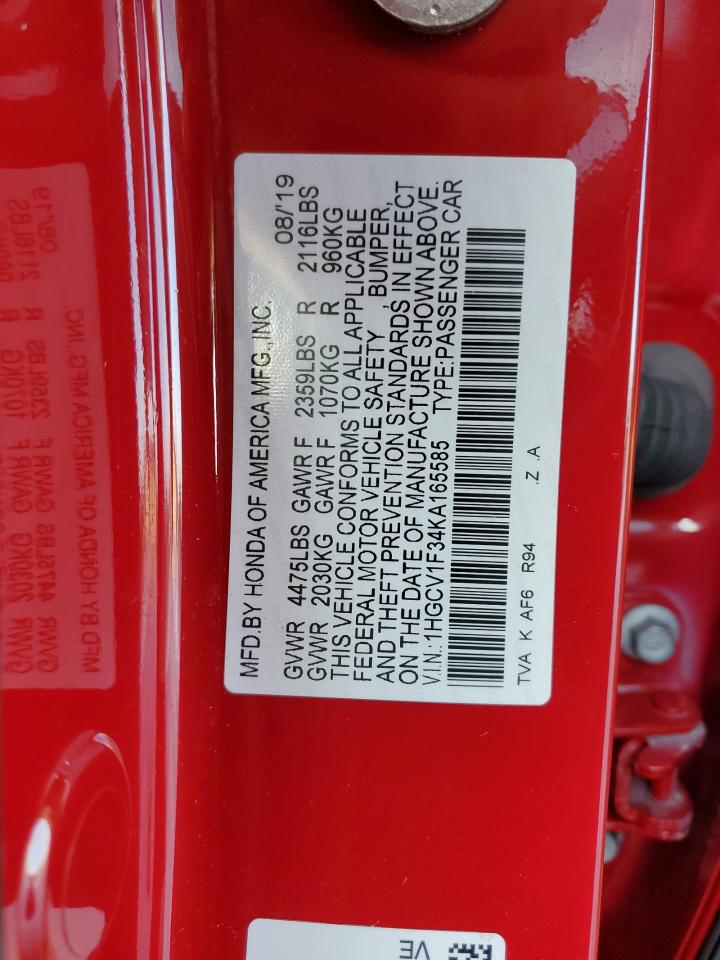 MFD.BY HONDA OF AMERICA MFG.,INC. 08/'19
GVWR 4475LBS GAWR F 2359LBS R 2116LBS
GVWR 2030KG GAWR F 1070KG R 960KG
THIS VEHICLE CONFORMS TO ALL APPLICABLE
FEDERAL MOTOR VEHICLE SAFETY, BUMPER,
AND THEFT PREVENTION STANDARDS, IN EFFECT
ON THE DATE OF MANUFACTURE SHOWN ABOVE.
V.I.N.: 1HGCV1F34KA165585 TYPE:PASSENGER CAR
TVA K AF6 R94 .Z .A
VE